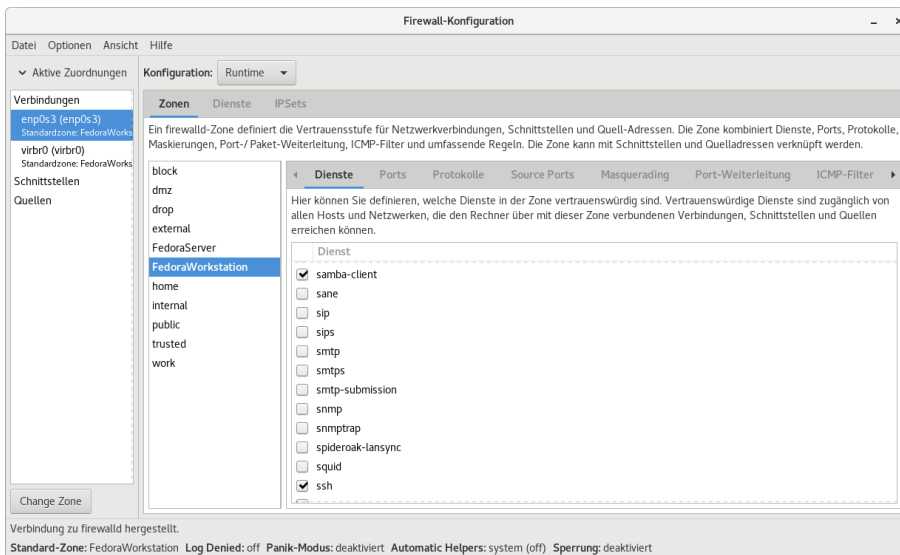 Firewall-Konfiguration
Datei Optionen Ansicht Hilfe
Aktive Zuordnungen
Konfiguration: Runtime
Verbindungen
enp0s3 (enp0s3)
Standardzone: FedoraWorks
virbr0 (virbr0)
Standardzone: FedoraWorks
Schnittstellen
Quellen
Change Zone
Zonen Dienste IPSets
Ein firewalld-Zone definiert die Vertrauensstufe für Netzwerkverbindungen, Schnittstellen und Quell-Adressen. Die Zone kombiniert Dienste, Ports, Protokolle,
Maskierungen, Port-/ Paket-Weiterleitung, ICMP-Filter und umfassende Regeln. Die Zone kann mit Schnittstellen und Quelladressen verknüpft werden.
block
dmz
drop
external
FedoraServer
FedoraWorkstation
home
internal
public
trusted
work
Dienste Ports Protokolle Source Ports Masquerading Port-Weiterleitung ICMP-Filter
Hier können Sie definieren, welche Dienste in der Zone vertrauenswürdig sind. Vertrauenswürdige Dienste sind zugänglich von
allen Hosts und Netzwerken, die den Rechner über mit dieser Zone verbundenen Verbindungen, Schnittstellen und Quellen
erreichen können.
Dienst
samba-client
sane
sip
sips
smtp
smtps
smtp-submission
snmp
snmptrap
spideroak-lansync
squid
ssh
Verbindung zu firewalld hergestellt.
Standard-Zone: FedoraWorkstation Log Denied: off Panik-Modus: deaktiviert Automatic Helpers: system (off) Sperrung: deaktiviert